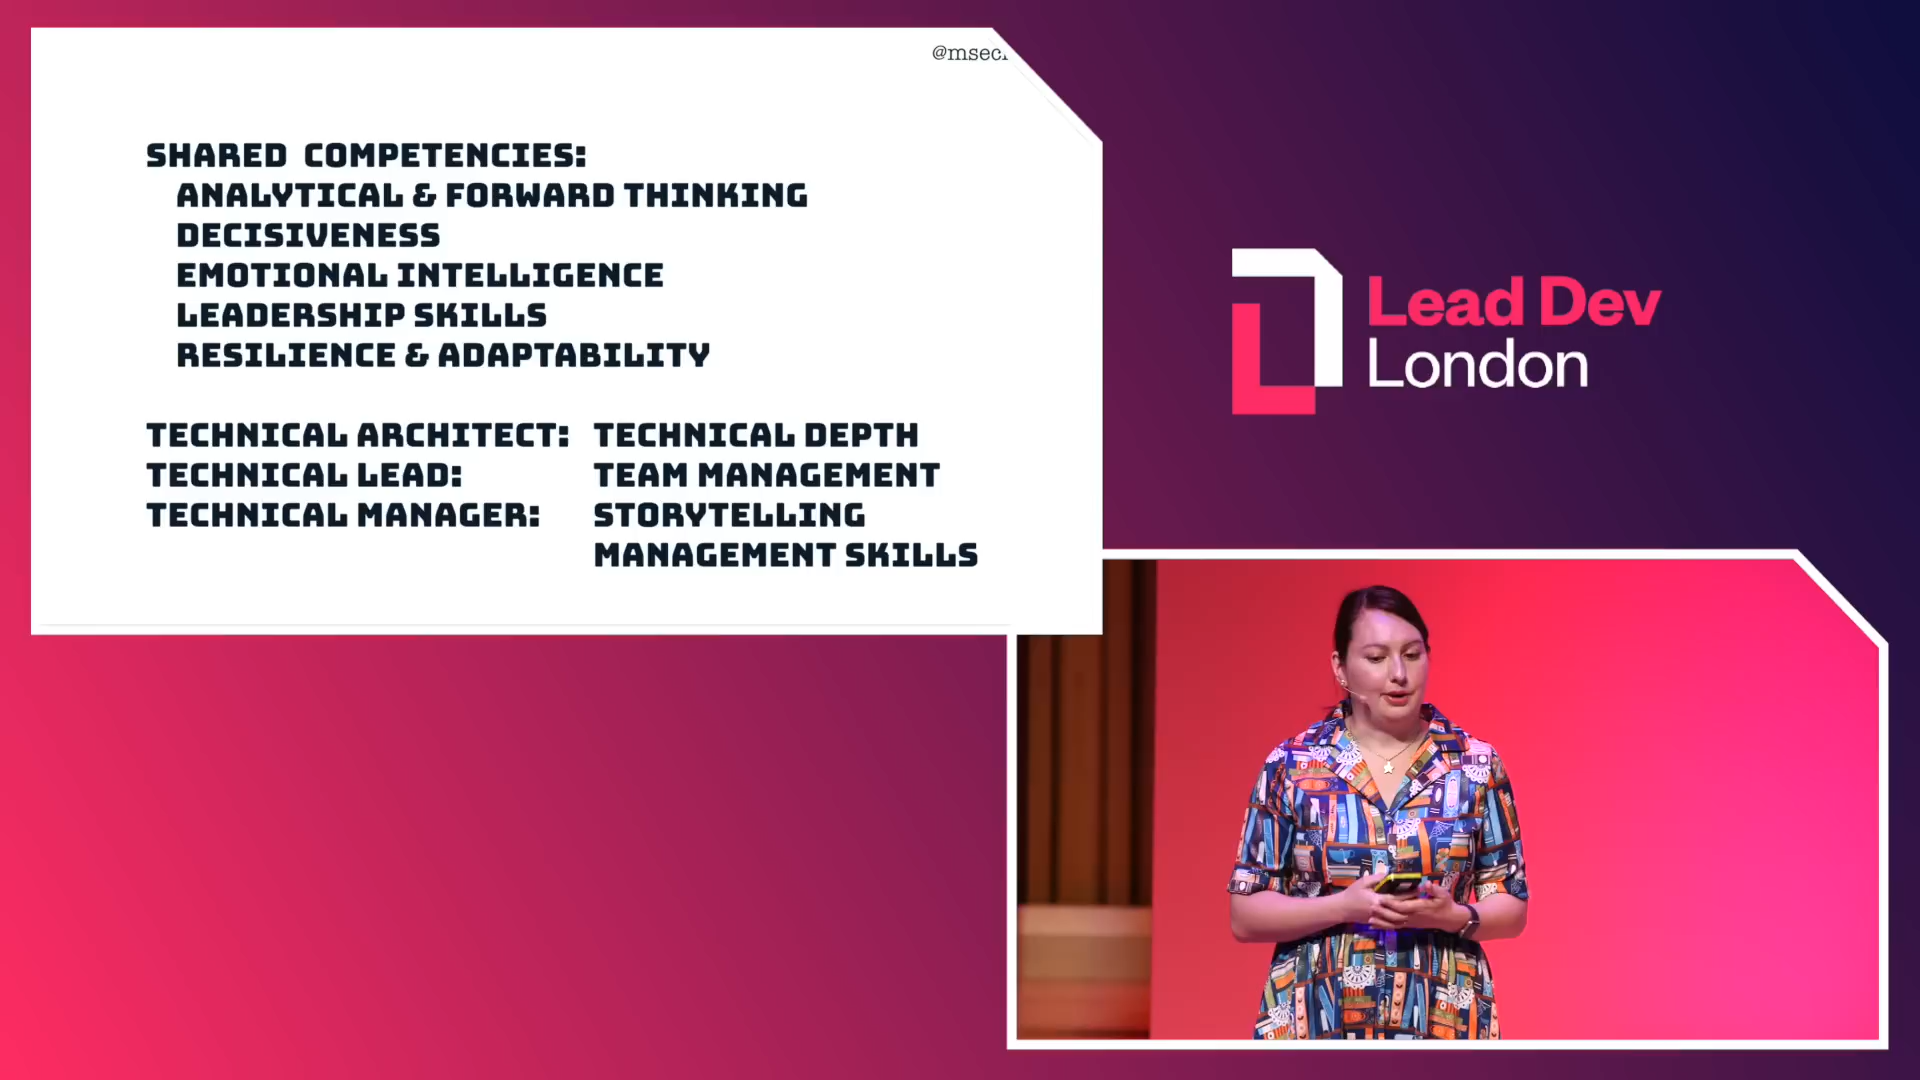 SHARED COMPETENCIES:
ANALYTICAL & FORWARD THINKING
DECISIVENESS
EMOTIONAL INTELLIGENCE
LEADERSHIP SKILLS
RESILIENCE & ADAPTABILITY
TECHNICAL ARCHITECT: TECHNICAL DEPTH
TECHNICAL LEAD: TEAM MANAGEMENT
TECHNICAL MANAGER: STORYTELLING
MANAGEMENT SKILLS
Lead Dev
London